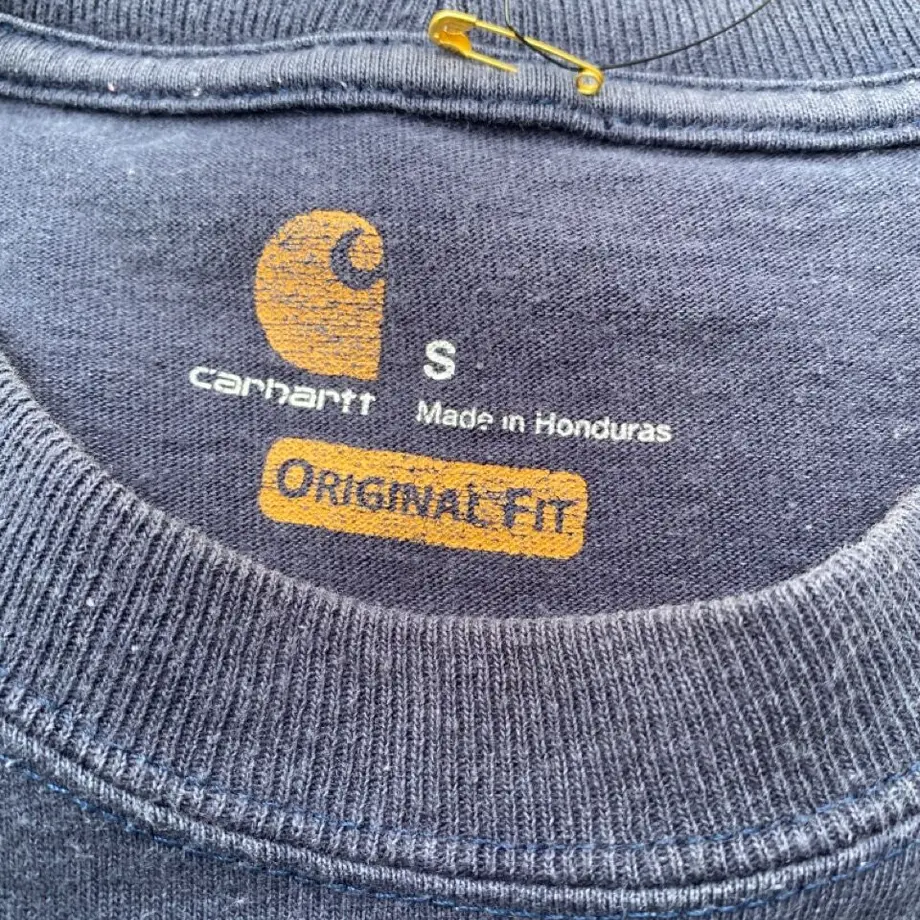 carhartt
S
Made in Honduras
ORIGINAL FIT